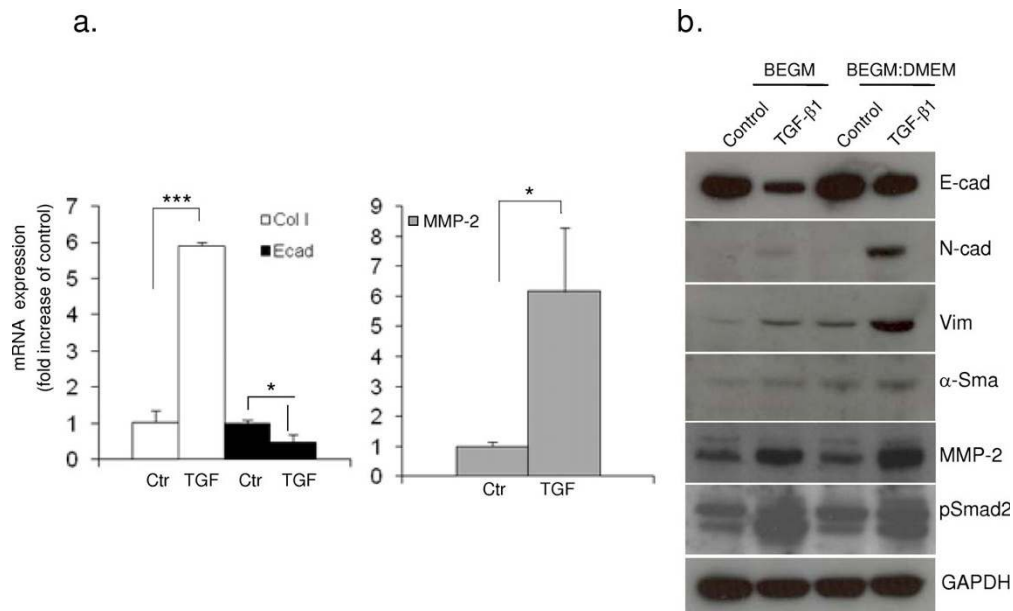 a.
mRNA expression
(fold increase of control)
7
6
5
4
3
2
1
0
***
*
Col I
Ecad
Ctr TGF Ctr TGF
9
8
7
6
5
4
3
2
1
0
*
MMP-2
Ctr TGF
b.
BEGM BEGM:DMEM
Control TGF-β1 Control TGF-β1
E-cad
N-cad
Vim
α-Sma
MMP-2
pSmad2
GAPDH